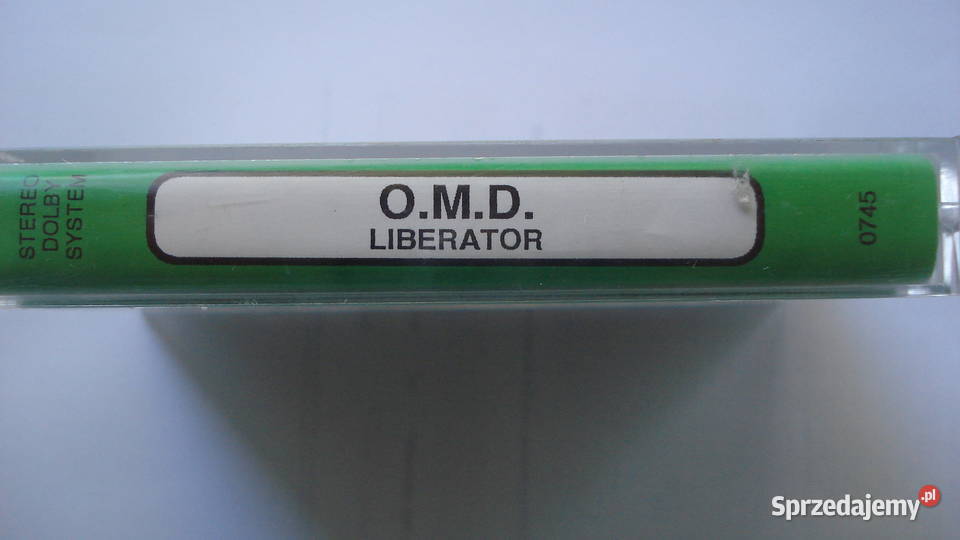 STEREO
DOLBY
SYSTEM
O.M.D.
LIBERATOR
0745
Sprzedajemy.pl